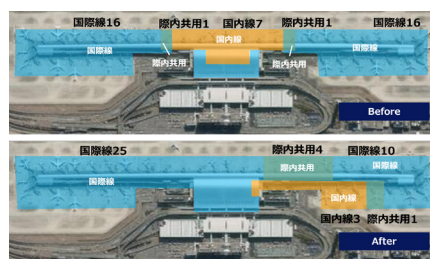 国際線16 際内共用1 国内線7 際内共用1 国際線16
国内線
国際線 国際線
際内共用 際内共用
Before
国際線25 際内共用4 国際線10
際内共用 国際線
国際線
国内線
国内線3 際内共用1
After